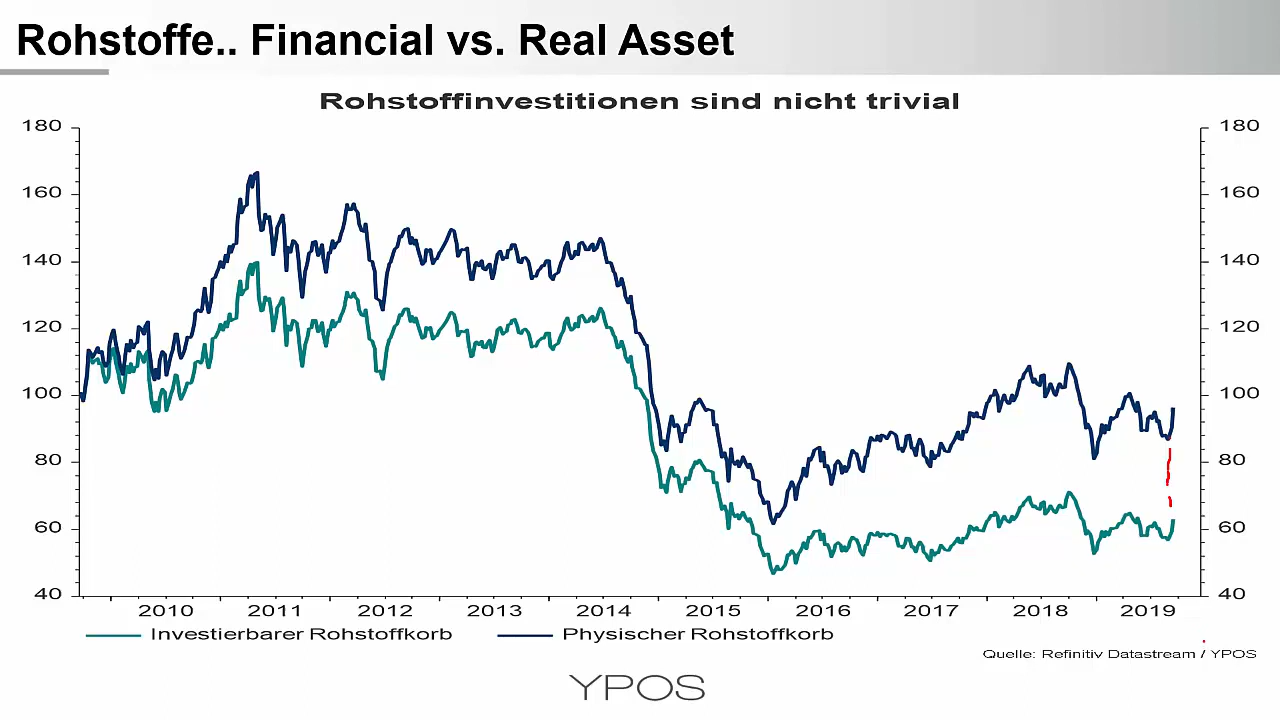 Rohstoffe.. Financial vs. Real Asset
Rohstoffinvestitionen sind nicht trivial
180 180
160 160
140 140
120 120
100 100
80 80
60 60
40 40
2010 2011 2012 2013 2014 2015 2016 2017 2018 2019
Investierbarer Rohstoffkorb Physischer Rohstoffkorb
Quelle: Refinitiv Datastream / YPOS
YPOS